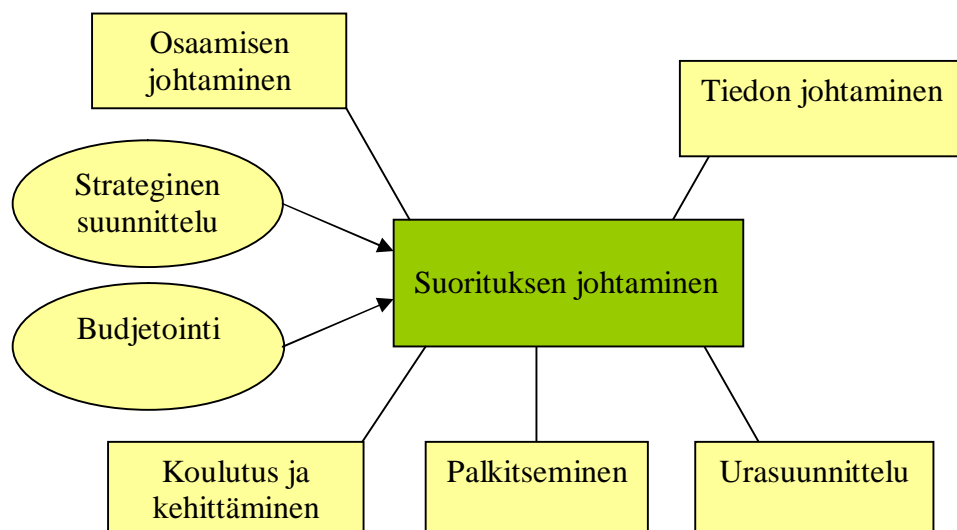 Osaamisen
johtaminen
Tiedon johtaminen
Strateginen
suunnittelu
Suorituksen johtaminen
Budjetointi
Koulutus ja
kehittäminen
Palkitseminen
Urasuunnittelu